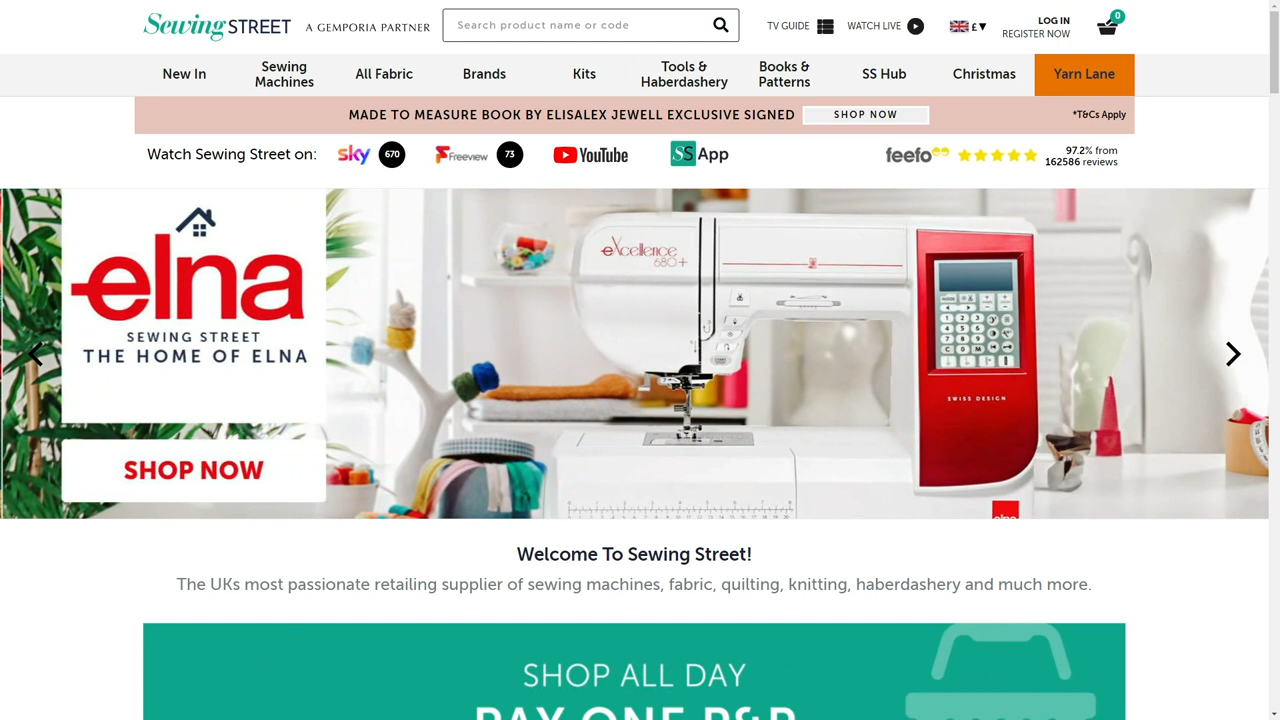 Sewing STREET
A GEMPORIA PARTNER
Search product name or code
TV GUIDE
WATCH LIVE
£ ▼
LOG IN
REGISTER NOW
0
New In
Sewing Machines
All Fabric
Brands
Kits
Tools & Haberdashery
Books & Patterns
SS Hub
Christmas
Yarn Lane
MADE TO MEASURE BOOK BY ELISALEX JEWELL EXCLUSIVE SIGNED
SHOP NOW
*T&Cs Apply
Watch Sewing Street on:
sky
670
Freeview
73
YouTube
SS App
feefo
97.2% from
162586 reviews
elna
SEWING STREET
THE HOME OF ELNA
SHOP NOW
eXcellence
680+
SWISS DESIGN
elna
Welcome To Sewing Street!
The UKs most passionate retailing supplier of sewing machines, fabric, quilting, knitting, haberdashery and much more.
SHOP ALL DAY
PAY ONE P&P